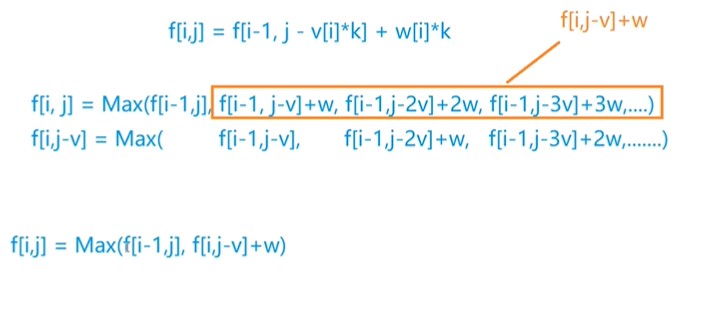 f[i,j-v]+w
f[i,j] = f[i-1, j - v[i]*k] + w[i]*k
f[i, j] = Max(f[i-1,j], f[i-1, j-v]+w, f[i-1,j-2v]+2w, f[i-1,j-3v]+3w,....)
f[i,j-v] = Max( f[i-1,j-v], f[i-1,j-2v]+w, f[i-1,j-3v]+2w,.......)
f[i,j] = Max(f[i-1,j], f[i,j-v]+w)